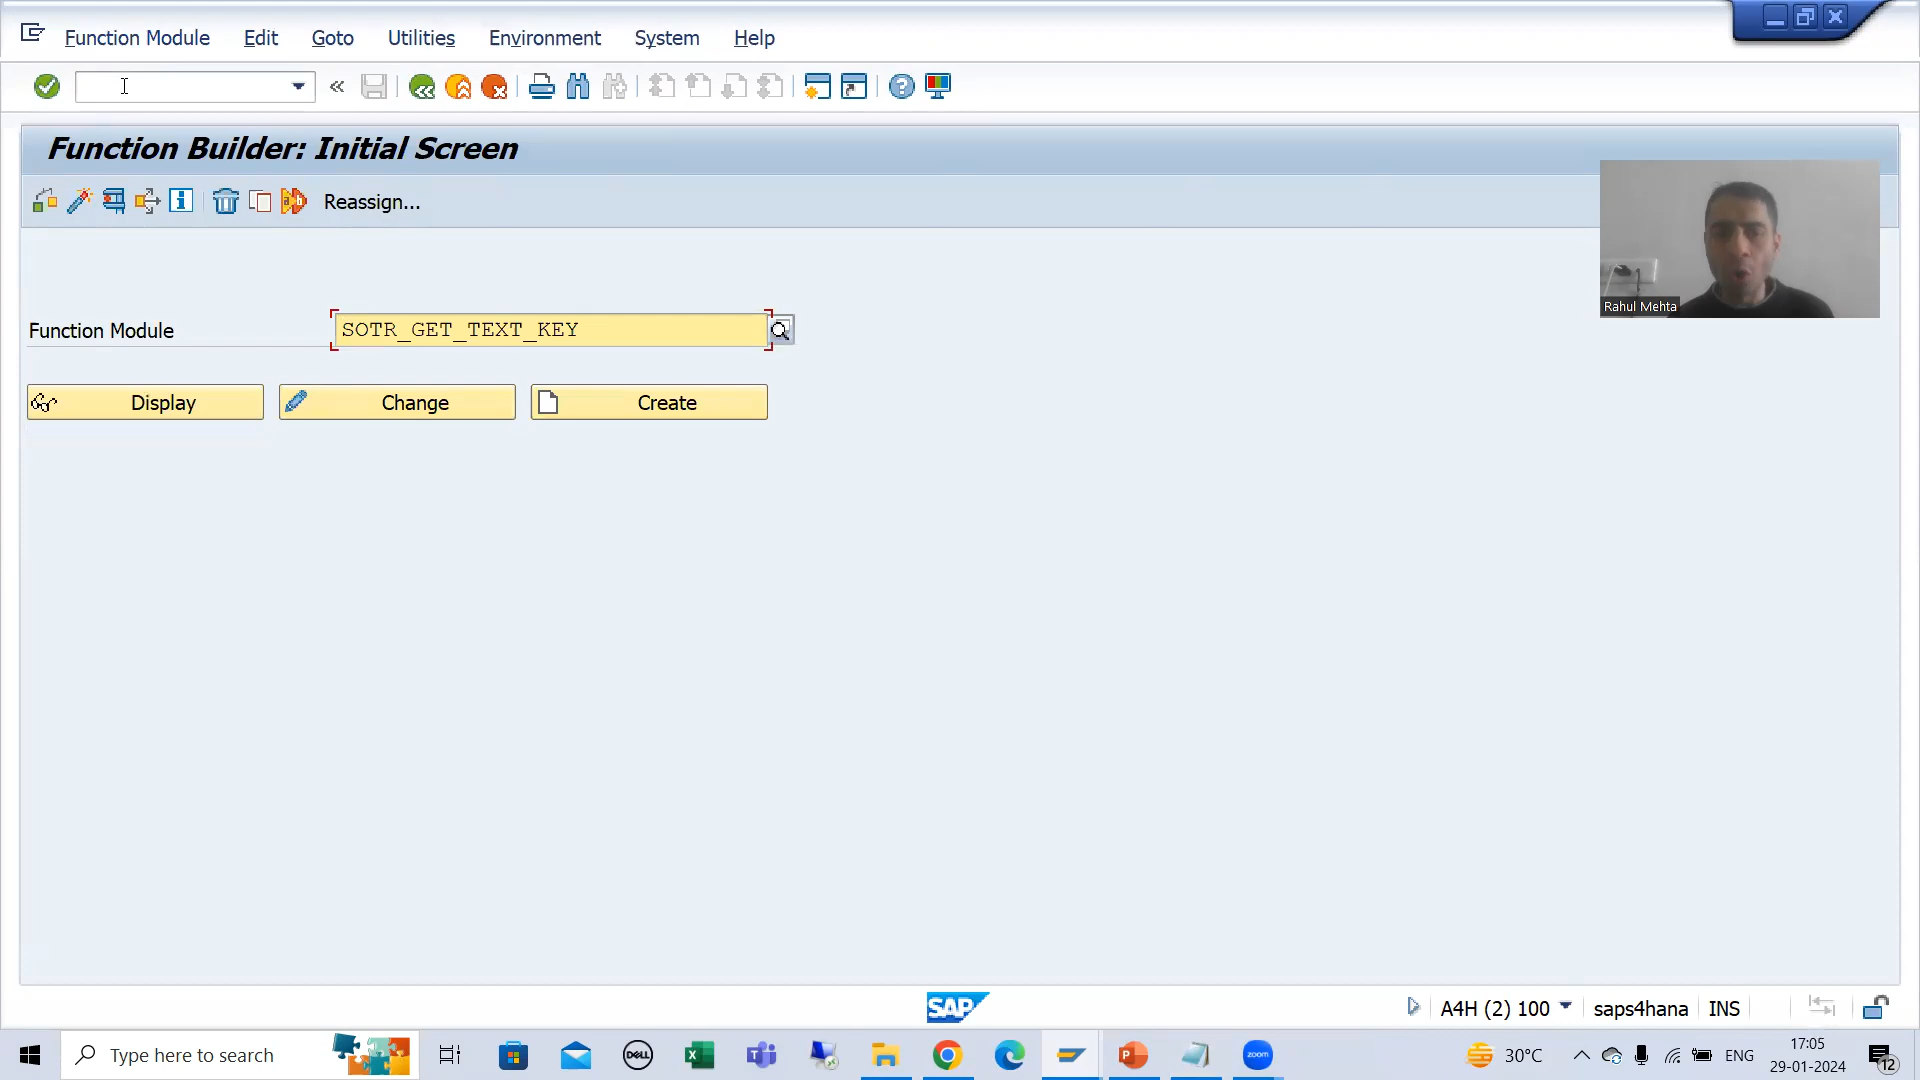 Function Module Edit Goto Utilities Environment System Help
Function Builder: Initial Screen
Reassign...
Rahul Mehta
Function Module SOTR_GET_TEXT_KEY
Display Change Create
SAP A4H (2) 100 saps4hana INS
Type here to search DELL zoom 30°C ENG 17:05
29-01-2024 12